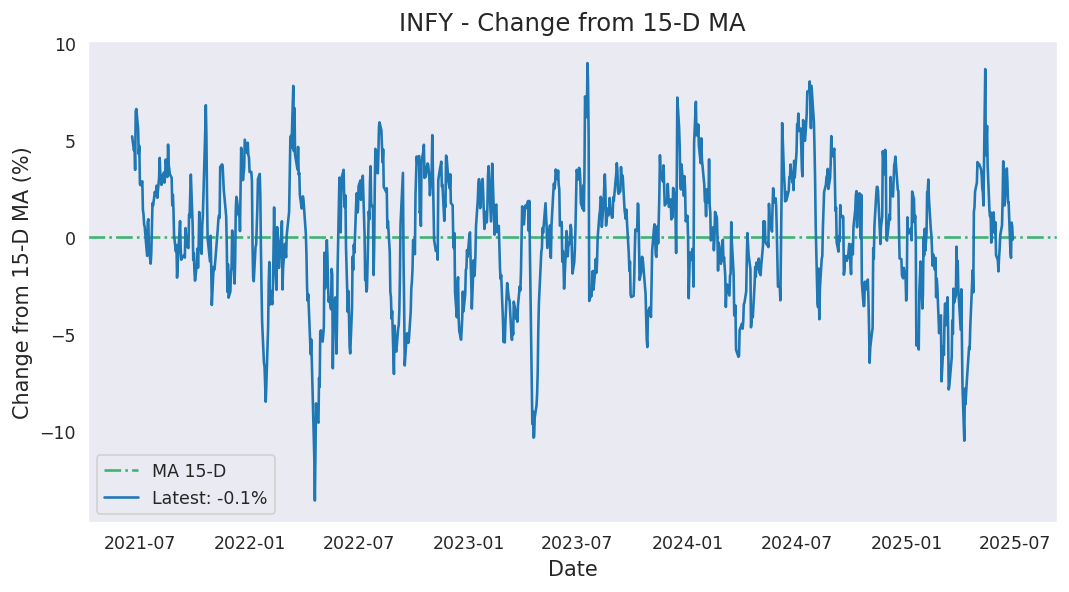 INFY - Change from 15-D MA
Change from 15-D MA (%)
10
5
0
−5
−10
MA 15-D
Latest: -0.1%
2021-07 2022-01 2022-07 2023-01 2023-07 2024-01 2024-07 2025-01 2025-07
Date